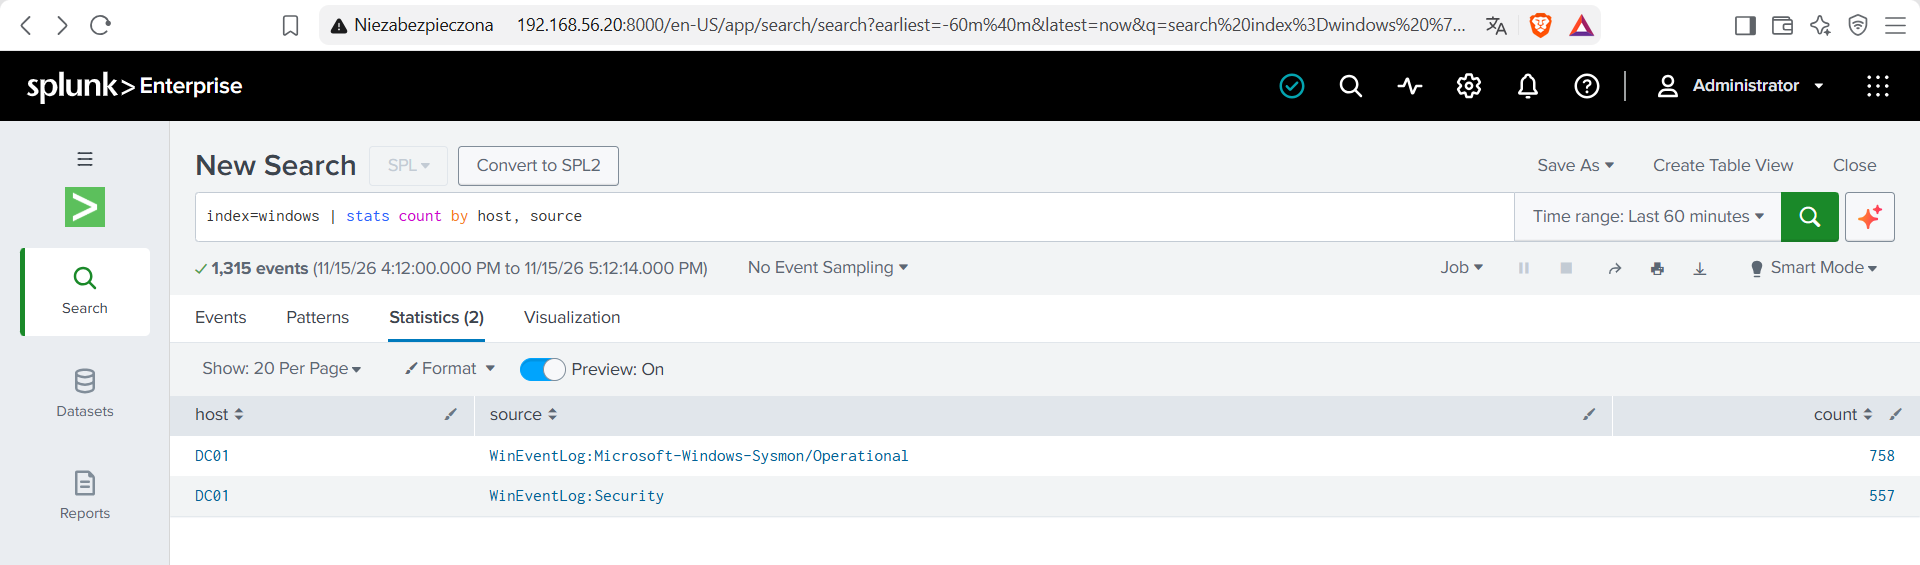 Niezabezpieczona 192.168.56.20:8000/en-US/app/search/search?earliest=-60m%40m&latest=now&q=search%20index%3Dwindows%20%7...
splunk> Enterprise
Administrator
New Search SPL Convert to SPL2 Save As Create Table View Close
index=windows | stats count by host, source Time range: Last 60 minutes
1,315 events (11/15/26 4:12:00.000 PM to 11/15/26 5:12:14.000 PM) No Event Sampling Job Smart Mode
Search
Events Patterns Statistics (2) Visualization
Show: 20 Per Page Format Preview: On
Datasets
host source count
DC01 WinEventLog:Microsoft-Windows-Sysmon/Operational 758
DC01 WinEventLog:Security 557
Reports